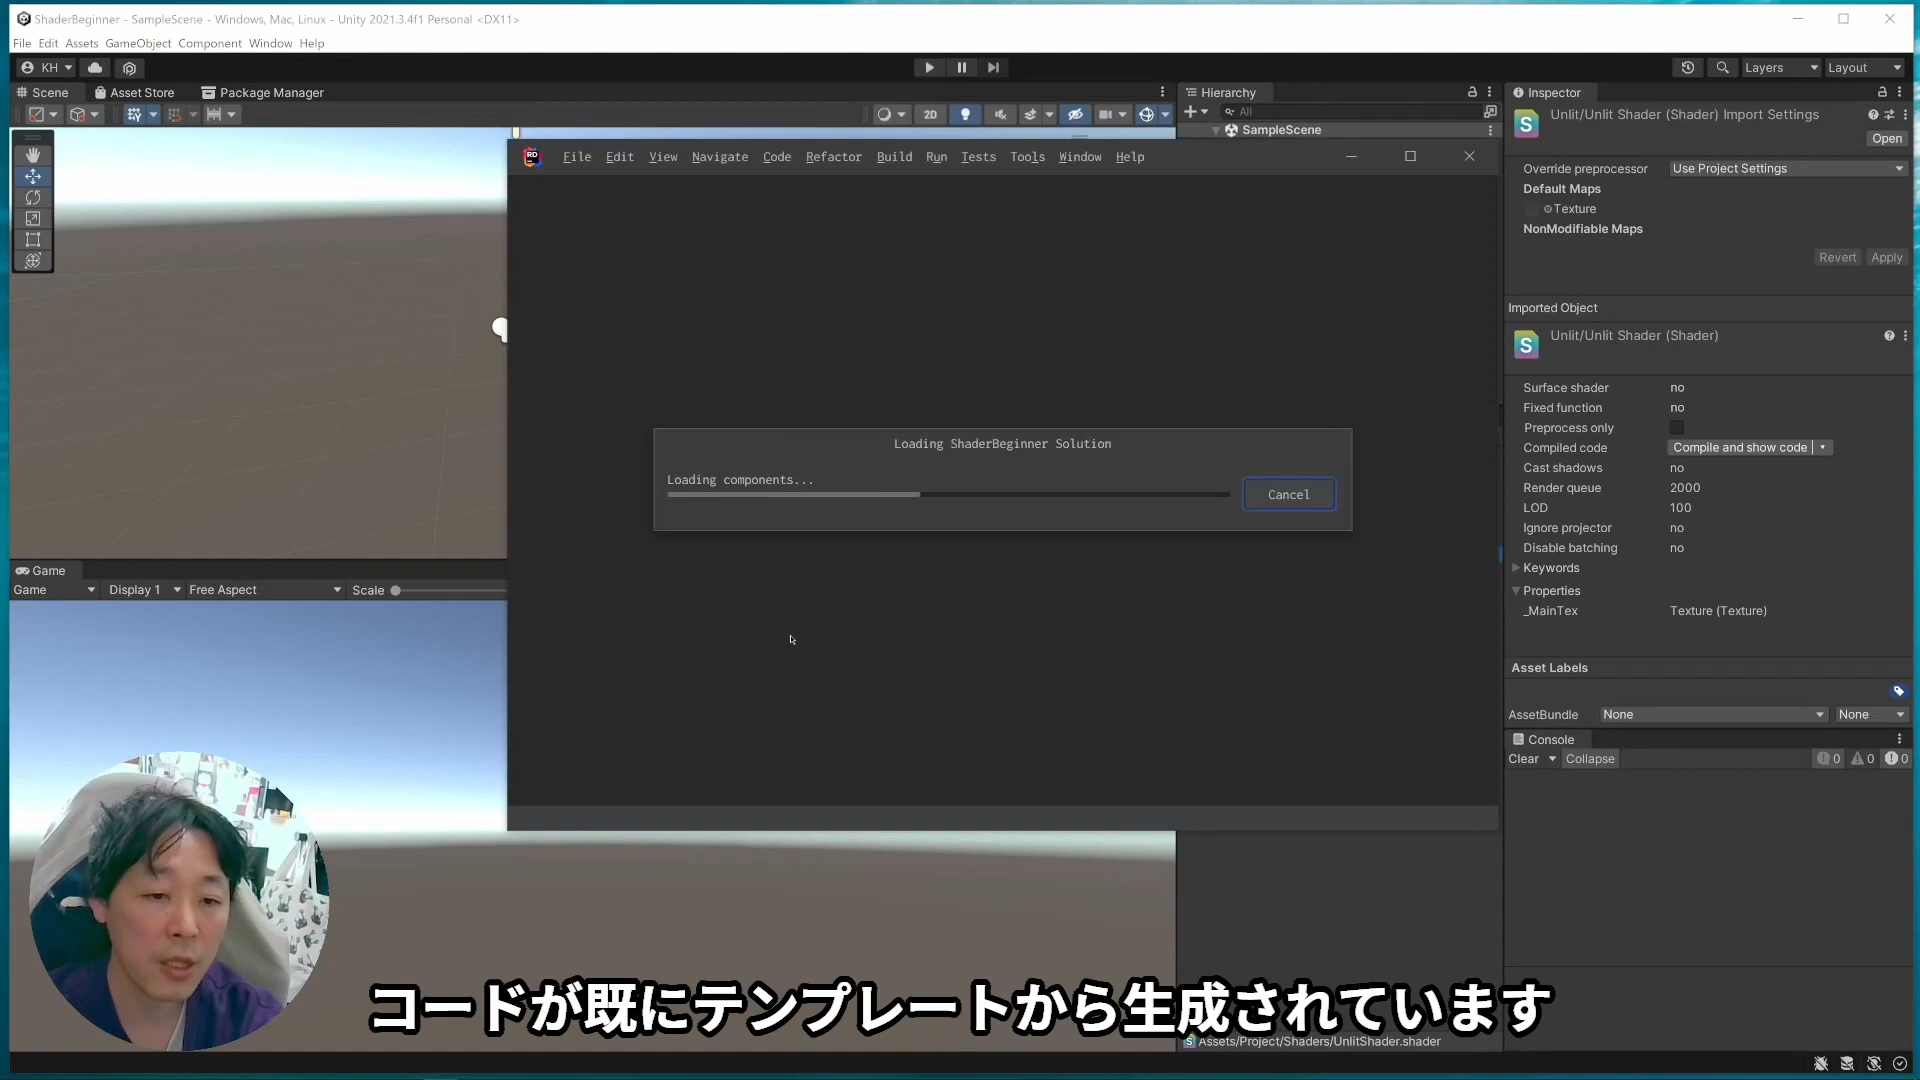 ShaderBeginner - SampleScene - Windows, Mac, Linux - Unity 2021.3.4f1 Personal <DX11>
File Edit Assets GameObject Component Window Help
KH
Layers
Layout
Scene
Asset Store
Package Manager
2D
Hierarchy
All
SampleScene
RD
File Edit View Navigate Code Refactor Build Run Tests Tools Window Help
Loading ShaderBeginner Solution
Loading components...
Cancel
Game
Game
Display 1
Free Aspect
Scale
Inspector
S
Unlit/Unlit Shader (Shader) Import Settings
Open
Override preprocessor
Use Project Settings
Default Maps
Texture
NonModifiable Maps
Revert
Apply
Imported Object
S
Unlit/Unlit Shader (Shader)
Surface shader no
Fixed function no
Preprocess only
Compiled code Compile and show code
Cast shadows no
Render queue 2000
LOD 100
Ignore projector no
Disable batching no
Keywords
Properties
_MainTex Texture (Texture)
Asset Labels
AssetBundle None None
Console
Clear Collapse 0 0 0
コードが既にテンプレートから生成されています
Assets/Project/Shaders/UnlitShader.shader